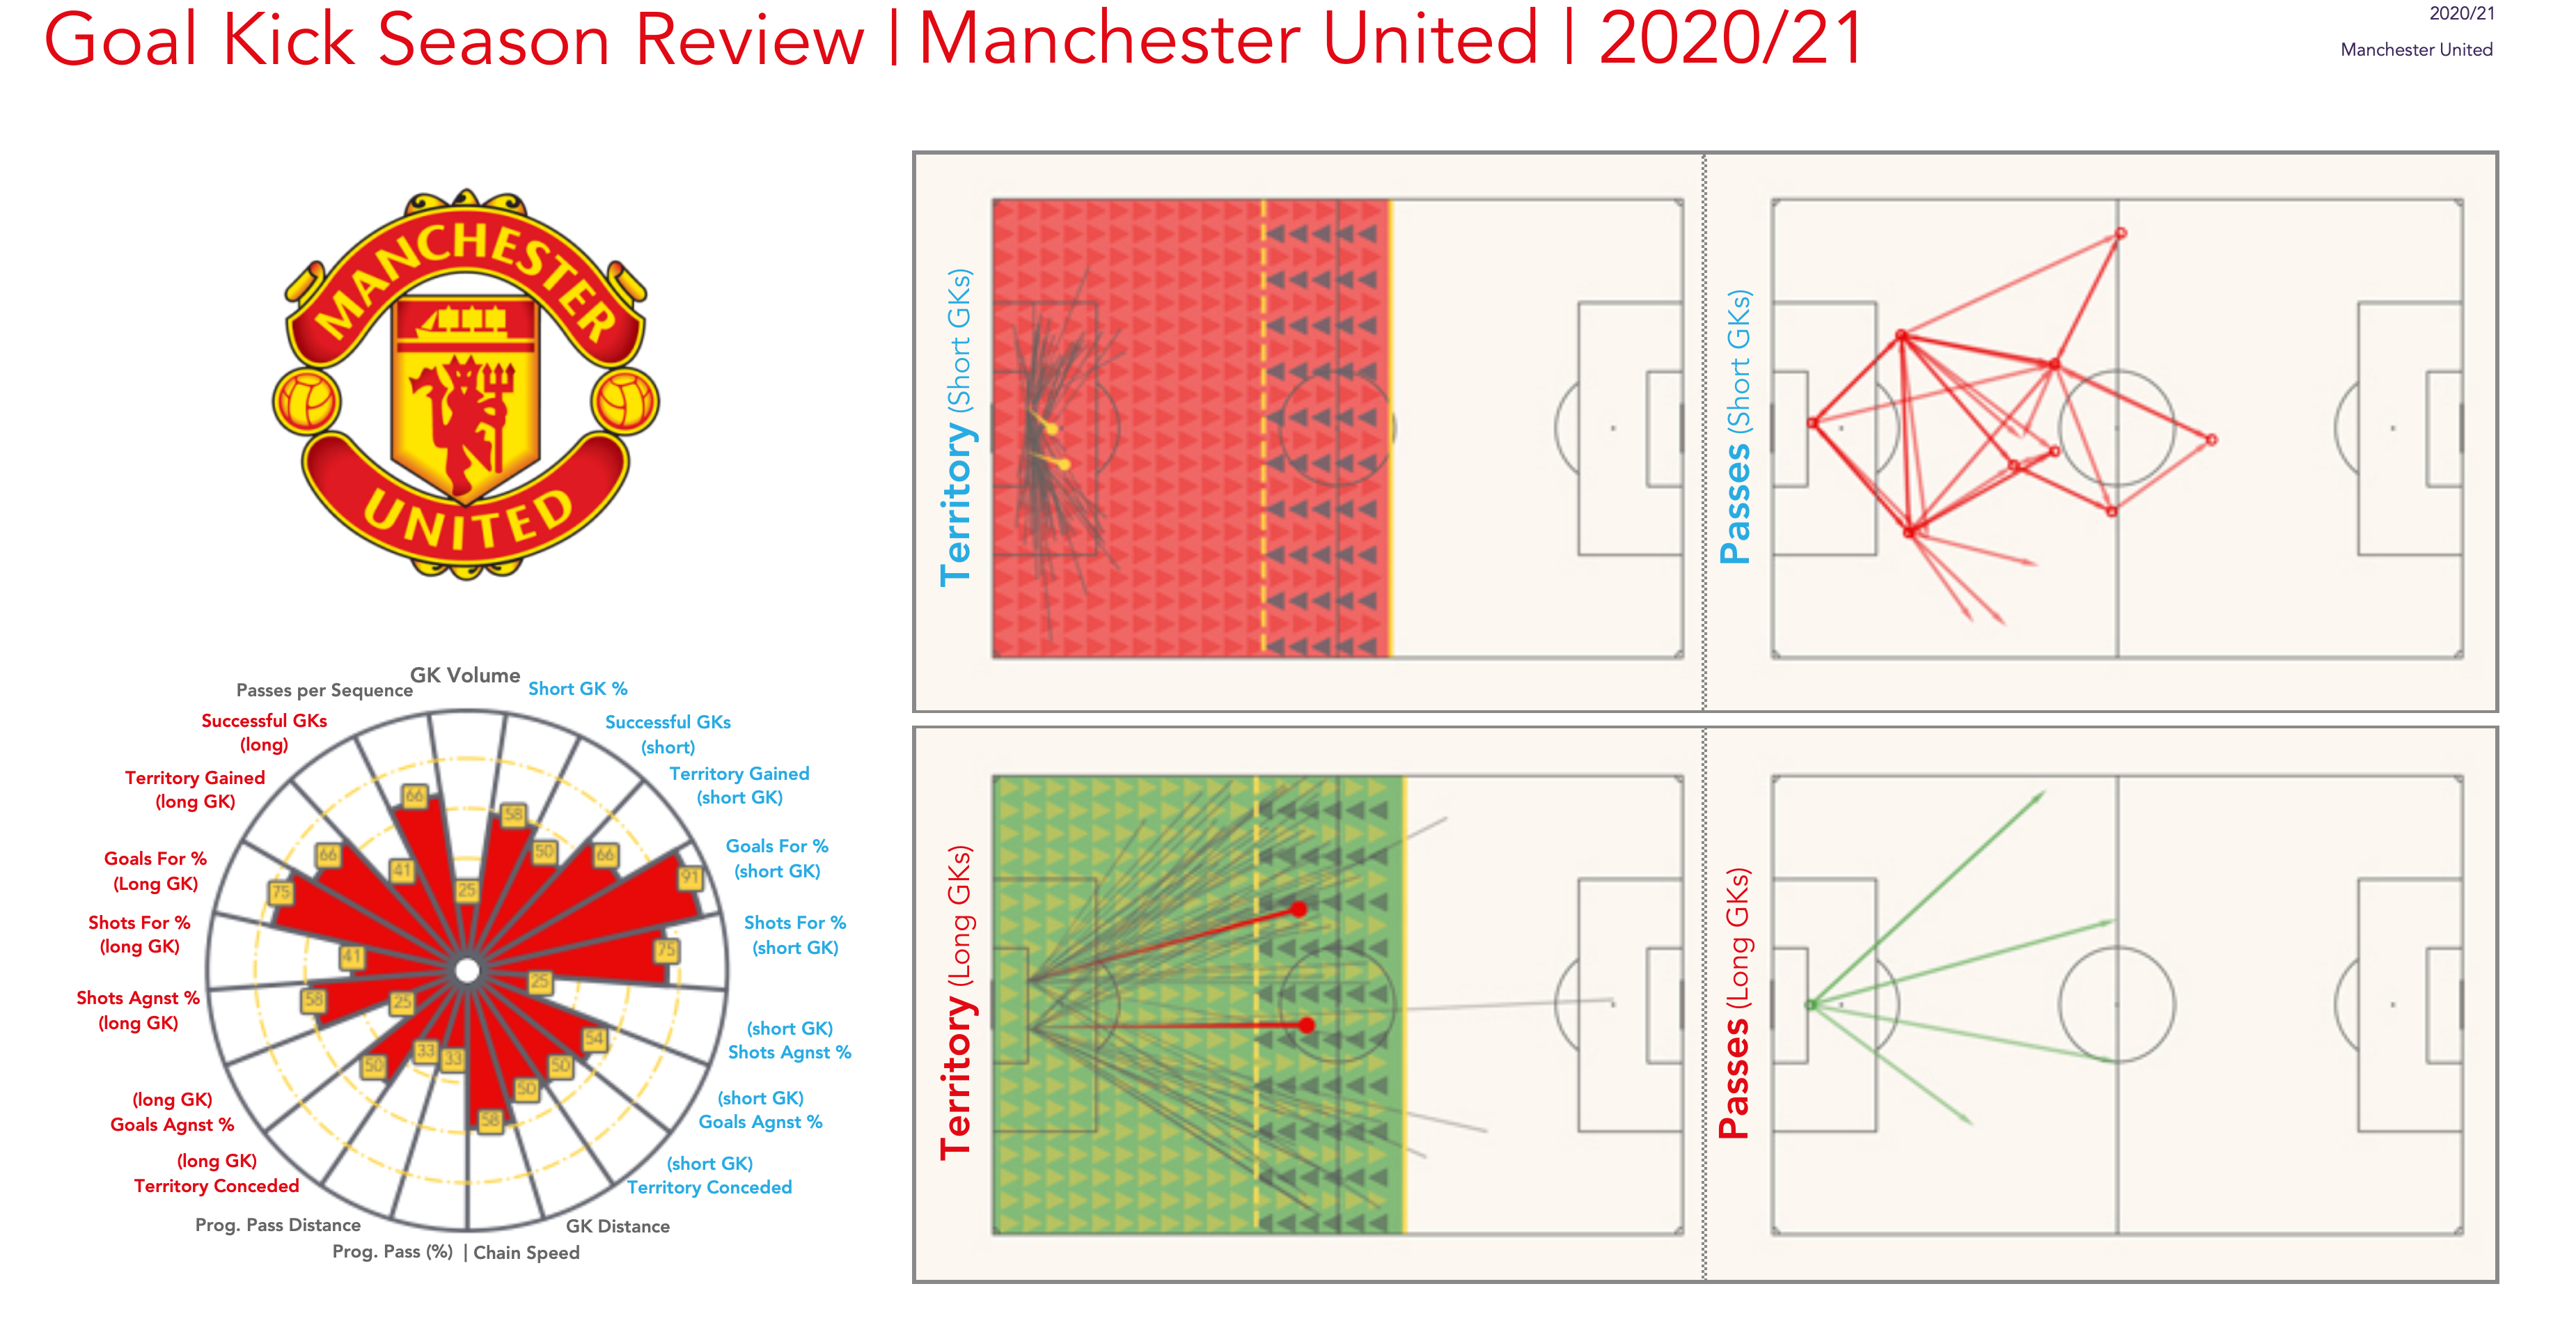 Goal Kick Season Review | Manchester United | 2020/21
2020/21
Manchester United
MANCHESTER
UNITED
GK Volume
Passes per Sequence
Short GK %
Successful GKs
(long)
Successful GKs
(short)
Territory Gained
(long GK)
Territory Gained
(short GK)
Goals For %
(Long GK)
Goals For %
(short GK)
Shots For %
(long GK)
Shots For %
(short GK)
Shots Agnst %
(long GK)
(short GK)
Shots Agnst %
(long GK)
Goals Agnst %
(short GK)
Goals Agnst %
(long GK)
Territory Conceded
(short GK)
Territory Conceded
Prog. Pass Distance
GK Distance
Prog. Pass (%) | Chain Speed
25
58
50
66
91
75
25
54
50
50
58
33
33
50
25
58
41
75
66
41
66
Territory (Short GKs)
Passes (Short GKs)
Territory (Long GKs)
Passes (Long GKs)